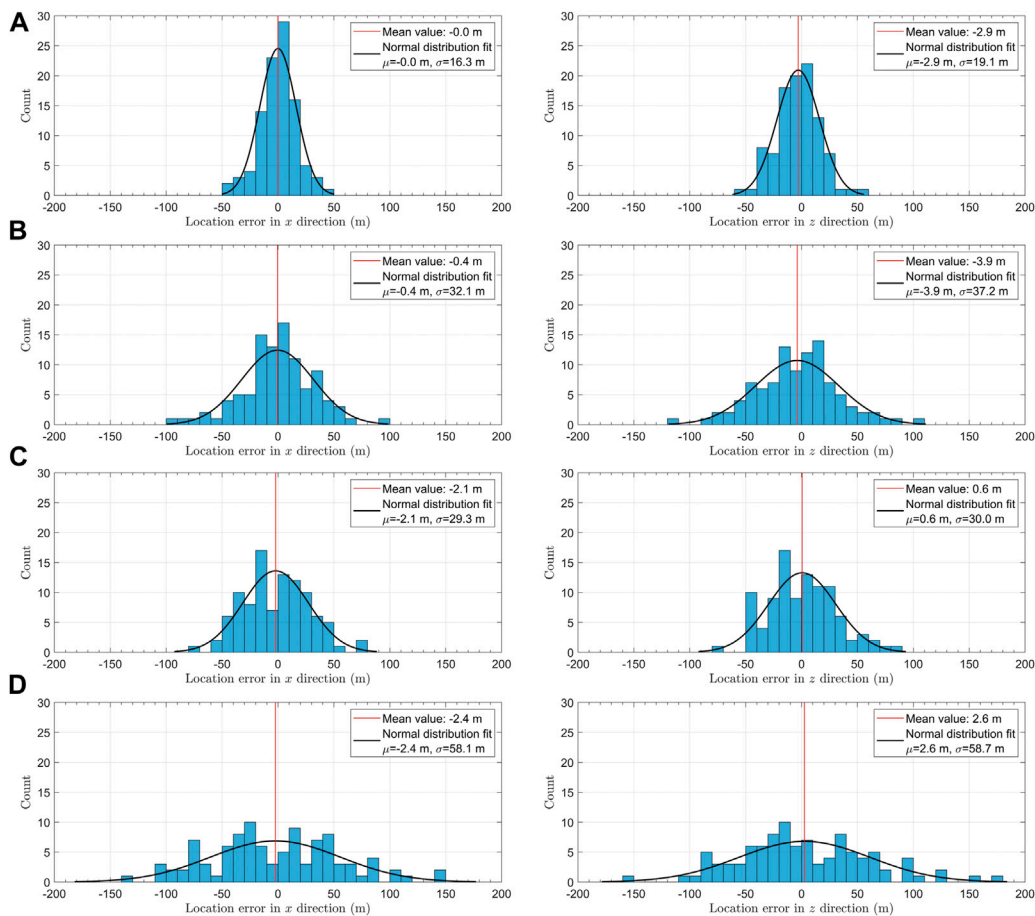 A
30
25
20
15
10
5
0
Count
Mean value: -0.0 m
Normal distribution fit
μ=-0.0 m, σ=16.3 m
-200 -150 -100 -50 0 50 100 150 200
Location error in x direction (m)
30
25
20
15
10
5
0
Count
Mean value: -2.9 m
Normal distribution fit
μ=-2.9 m, σ=19.1 m
-200 -150 -100 -50 0 50 100 150 200
Location error in z direction (m)
B
30
25
20
15
10
5
0
Count
Mean value: -0.4 m
Normal distribution fit
μ=-0.4 m, σ=32.1 m
-200 -150 -100 -50 0 50 100 150 200
Location error in x direction (m)
30
25
20
15
10
5
0
Count
Mean value: -3.9 m
Normal distribution fit
μ=-3.9 m, σ=37.2 m
-200 -150 -100 -50 0 50 100 150 200
Location error in z direction (m)
C
30
25
20
15
10
5
0
Count
Mean value: -2.1 m
Normal distribution fit
μ=-2.1 m, σ=29.3 m
-200 -150 -100 -50 0 50 100 150 200
Location error in x direction (m)
30
25
20
15
10
5
0
Count
Mean value: 0.6 m
Normal distribution fit
μ=0.6 m, σ=30.0 m
-200 -150 -100 -50 0 50 100 150 200
Location error in z direction (m)
D
30
25
20
15
10
5
0
Count
Mean value: -2.4 m
Normal distribution fit
μ=-2.4 m, σ=58.1 m
-200 -150 -100 -50 0 50 100 150 200
Location error in x direction (m)
30
25
20
15
10
5
0
Count
Mean value: 2.6 m
Normal distribution fit
μ=2.6 m, σ=58.7 m
-200 -150 -100 -50 0 50 100 150 200
Location error in z direction (m)